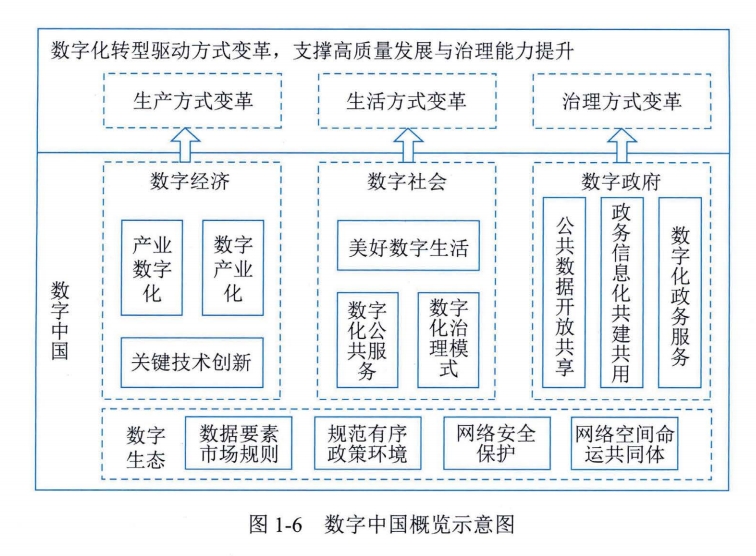 数字化转型驱动方式变革，支撑高质量发展与治理能力提升
生产方式变革
生活方式变革
治理方式变革
数字中国
数字经济
产业
数字
化
数字
产业
化
关键技术创新
数字社会
美好数字生活
数字
化公
共服
务
数字
化治
理模
式
数字政府
公共数据开放共享
政务信息化共建共用
数字化政务服务
数字
生态
数据要素
市场规则
规范有序
政策环境
网络安全
保护
网络空间命
运共同体
图 1-6 数字中国概览示意图